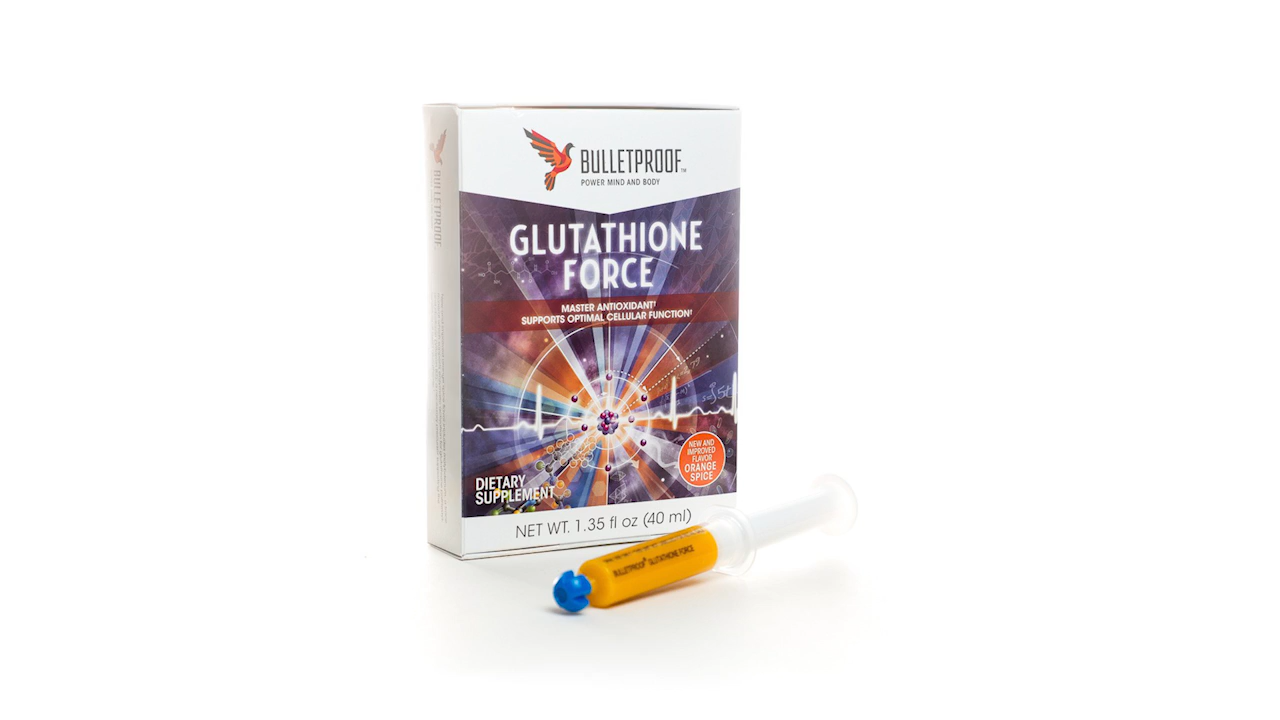 BULLETPROOF™
POWER MIND AND BODY
BULLETPROOF
GLUTATHIONE
FORCE
MASTER ANTIOXIDANT†
SUPPORTS OPTIMAL CELLULAR FUNCTION†
NEW AND
IMPROVED
FLAVOR
ORANGE
SPICE
DIETARY
SUPPLEMENT
NET WT. 1.35 fl oz (40 ml)
BULLETPROOF® GLUTATHIONE FORCE